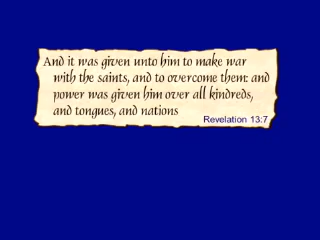 And it was given unto him to make war
with the saints, and to overcome them: and
power was given him over all kindreds,
and tongues, and nations
Revelation 13:7